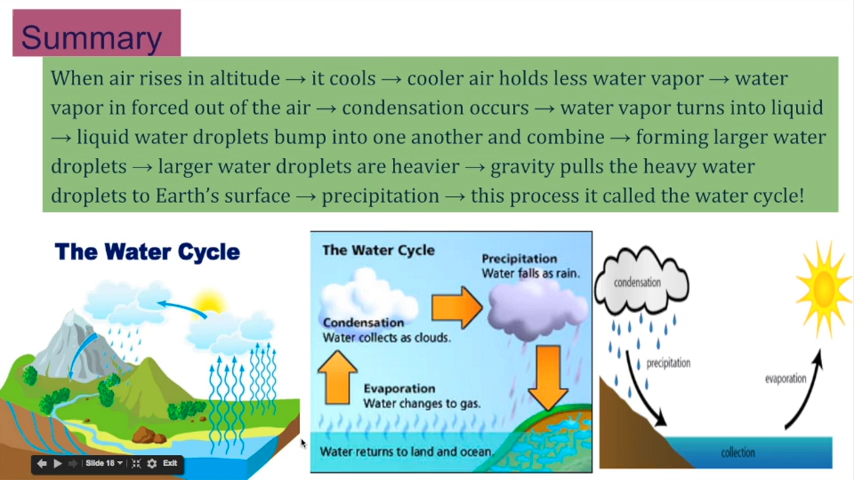 Summary
When air rises in altitude → it cools → cooler air holds less water vapor → water
vapor in forced out of the air → condensation occurs → water vapor turns into liquid
→ liquid water droplets bump into one another and combine → forming larger water
droplets → larger water droplets are heavier → gravity pulls the heavy water
droplets to Earth's surface → precipitation → this process it called the water cycle!
The Water Cycle
The Water Cycle
Precipitation
Water falls as rain.
Condensation
Water collects as clouds.
Evaporation
Water changes to gas.
Water returns to land and ocean.
condensation
precipitation
evaporation
collection
Slide 18
Exit